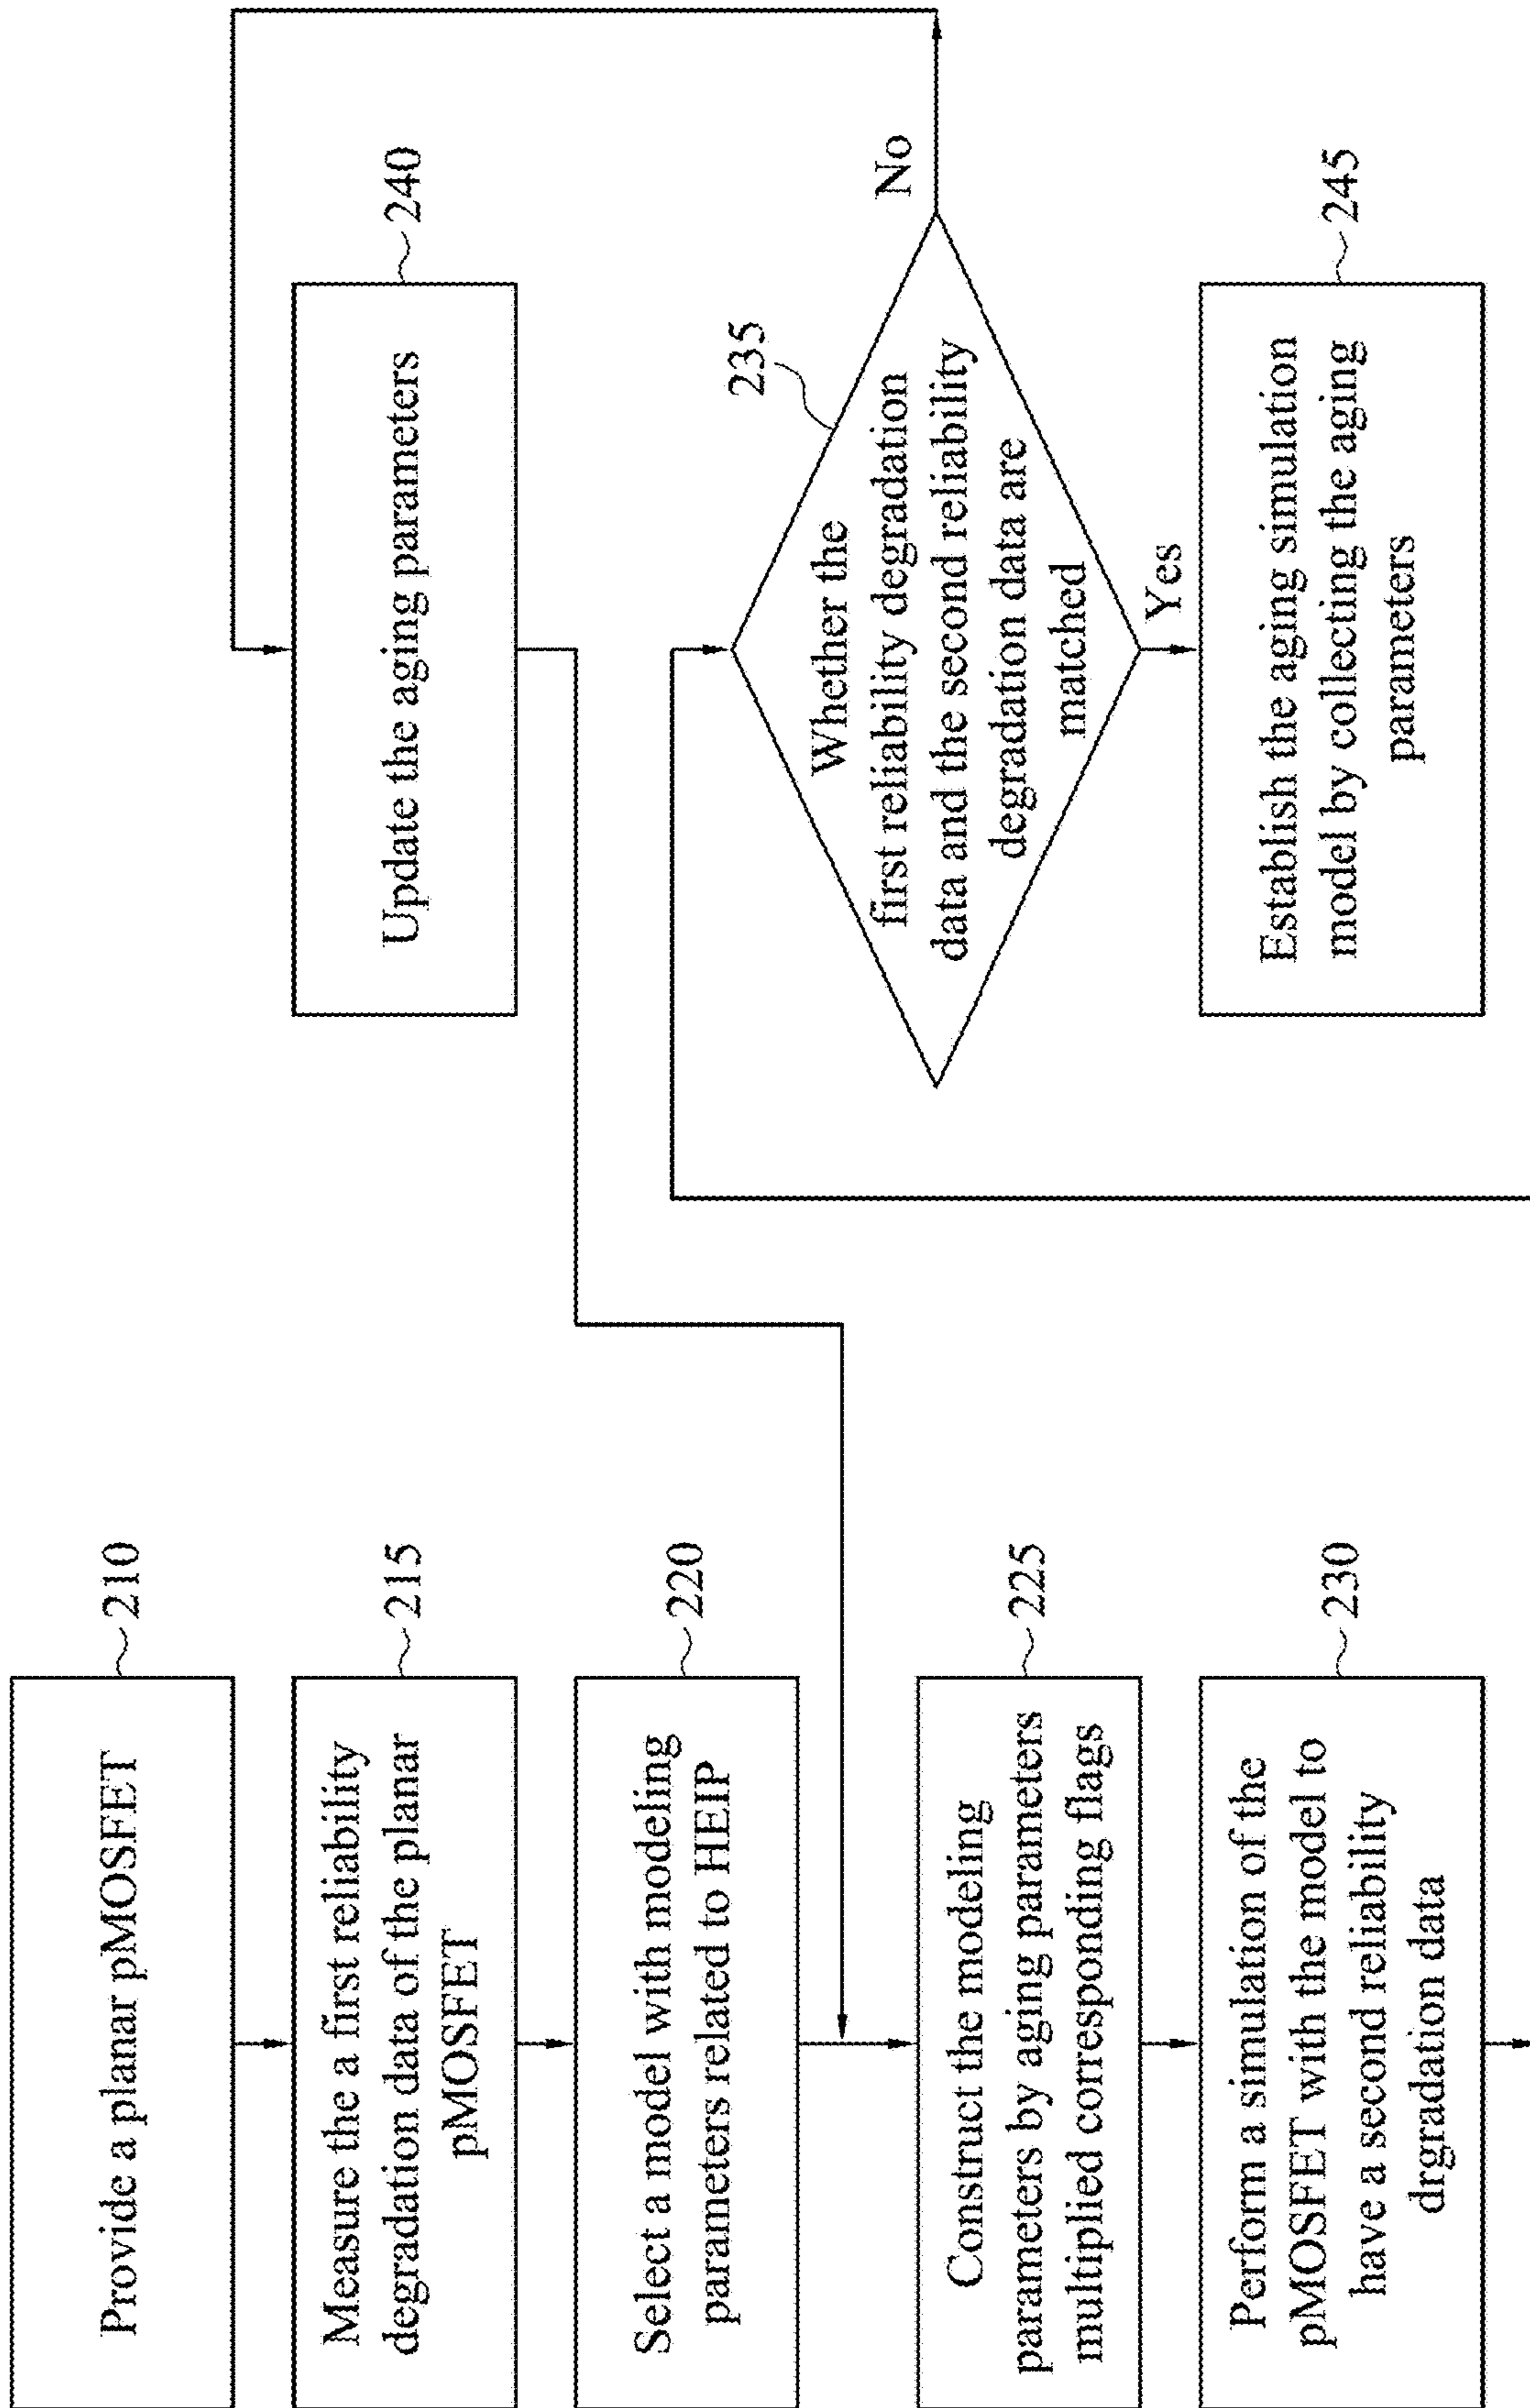 Provide a planar pMOSFET
210
Measure the a first reliability
degradation data of the planar
pMOSFET
215
Select a model with modeling
parameters related to HEIP
220
Construct the modeling
parameters by aging parameters
multiplied corresponding flags
225
Perform a simulation of the
pMOSFET with the model to
have a second reliability
drgradation data
230
Update the aging parameters
240
235
Whether the
first reliability degradation
data and the second reliability
degradation data are
matched
No
Yes
Establish the aging simulation
model by collecting the aging
parameters
245